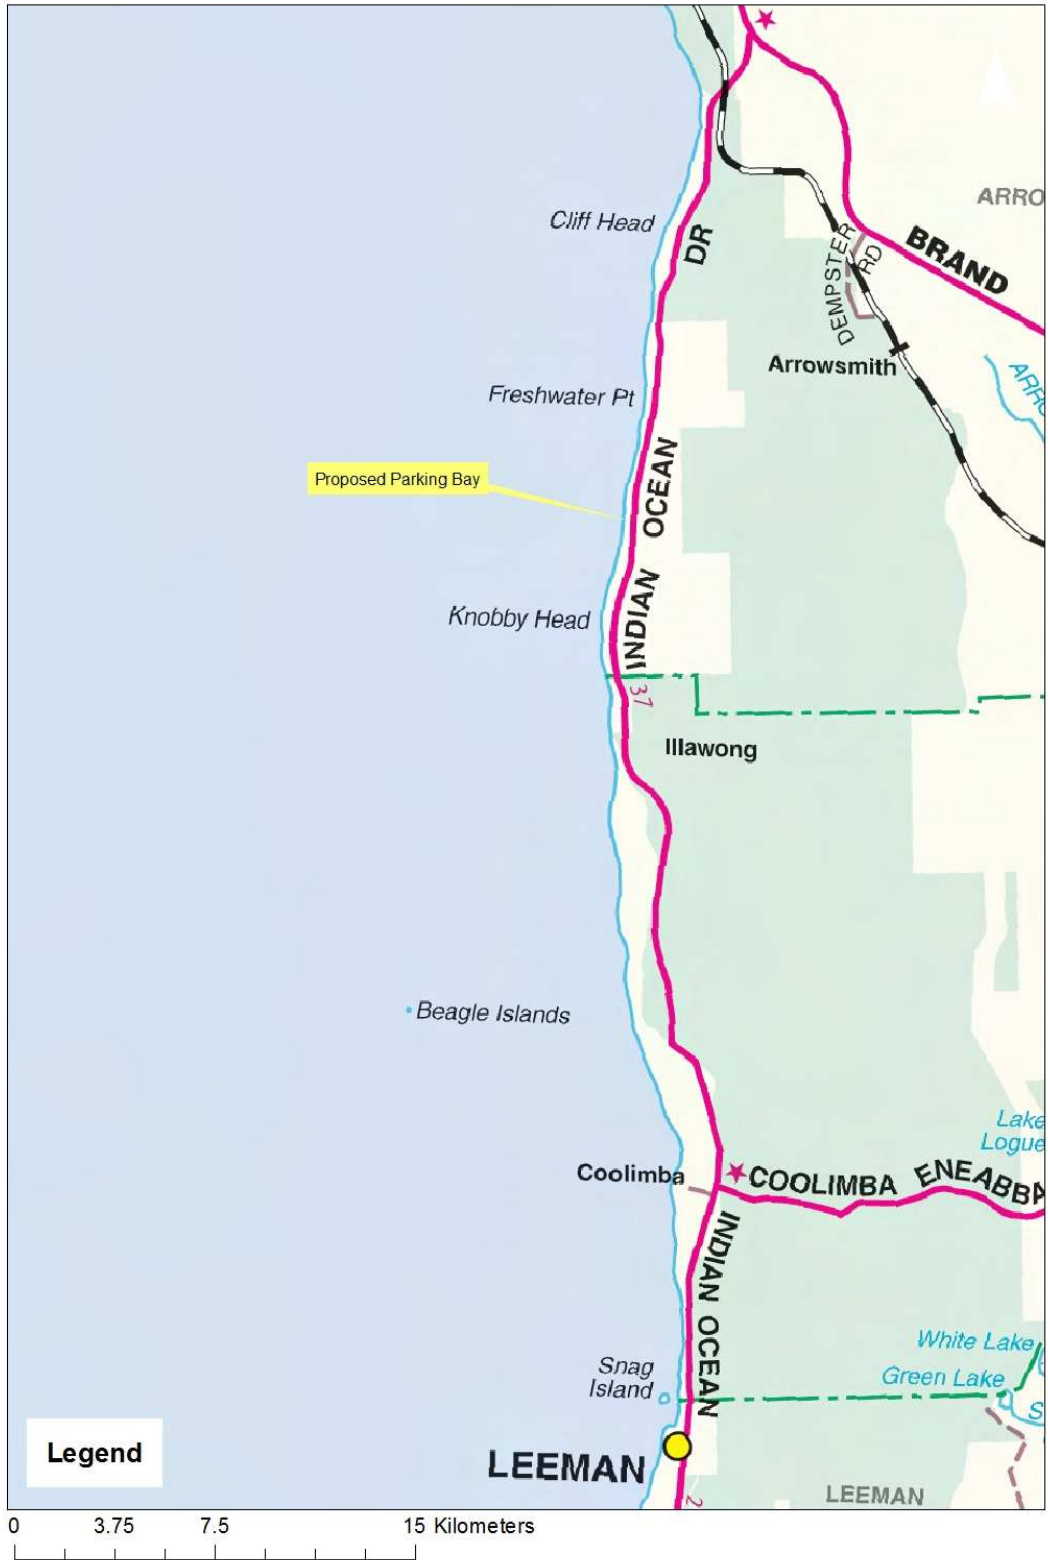 ARRO
Cliff Head
DR
BRAND
DEMPSTER
RD
Arrowsmith
ARRO
Freshwater Pt
Proposed Parking Bay
INDIAN OCEAN
Knobby Head
37
Illawong
Beagle Islands
Lake
Logue
Coolimba
COOLIMBA ENEABBA
INDIAN OCEAN
White Lake
Snag
Island
Green Lake
S
Legend
LEEMAN
2
LEEMAN
0 3.75 7.5 15 Kilometers